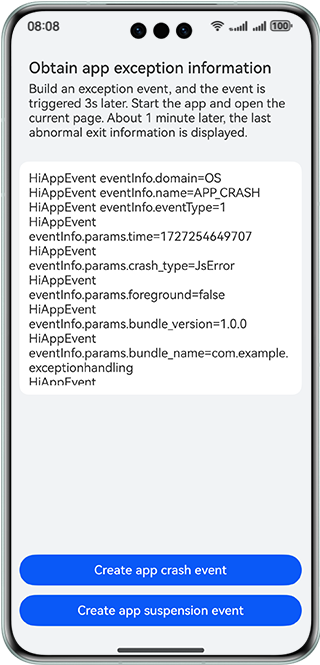 08:08
100
Obtain app exception information
Build an exception event, and the event is
triggered 3s later. Start the app and open the
current page. About 1 minute later, the last
abnormal exit information is displayed.
HiAppEvent eventInfo.domain=OS
HiAppEvent eventInfo.name=APP_CRASH
HiAppEvent eventInfo.eventType=1
HiAppEvent
eventInfo.params.time=1727254649707
HiAppEvent
eventInfo.params.crash_type=JsError
HiAppEvent
eventInfo.params.foreground=false
HiAppEvent
eventInfo.params.bundle_version=1.0.0
HiAppEvent
eventInfo.params.bundle_name=com.example.
exceptionhandling
HiAppEvent
Create app crash event
Create app suspension event